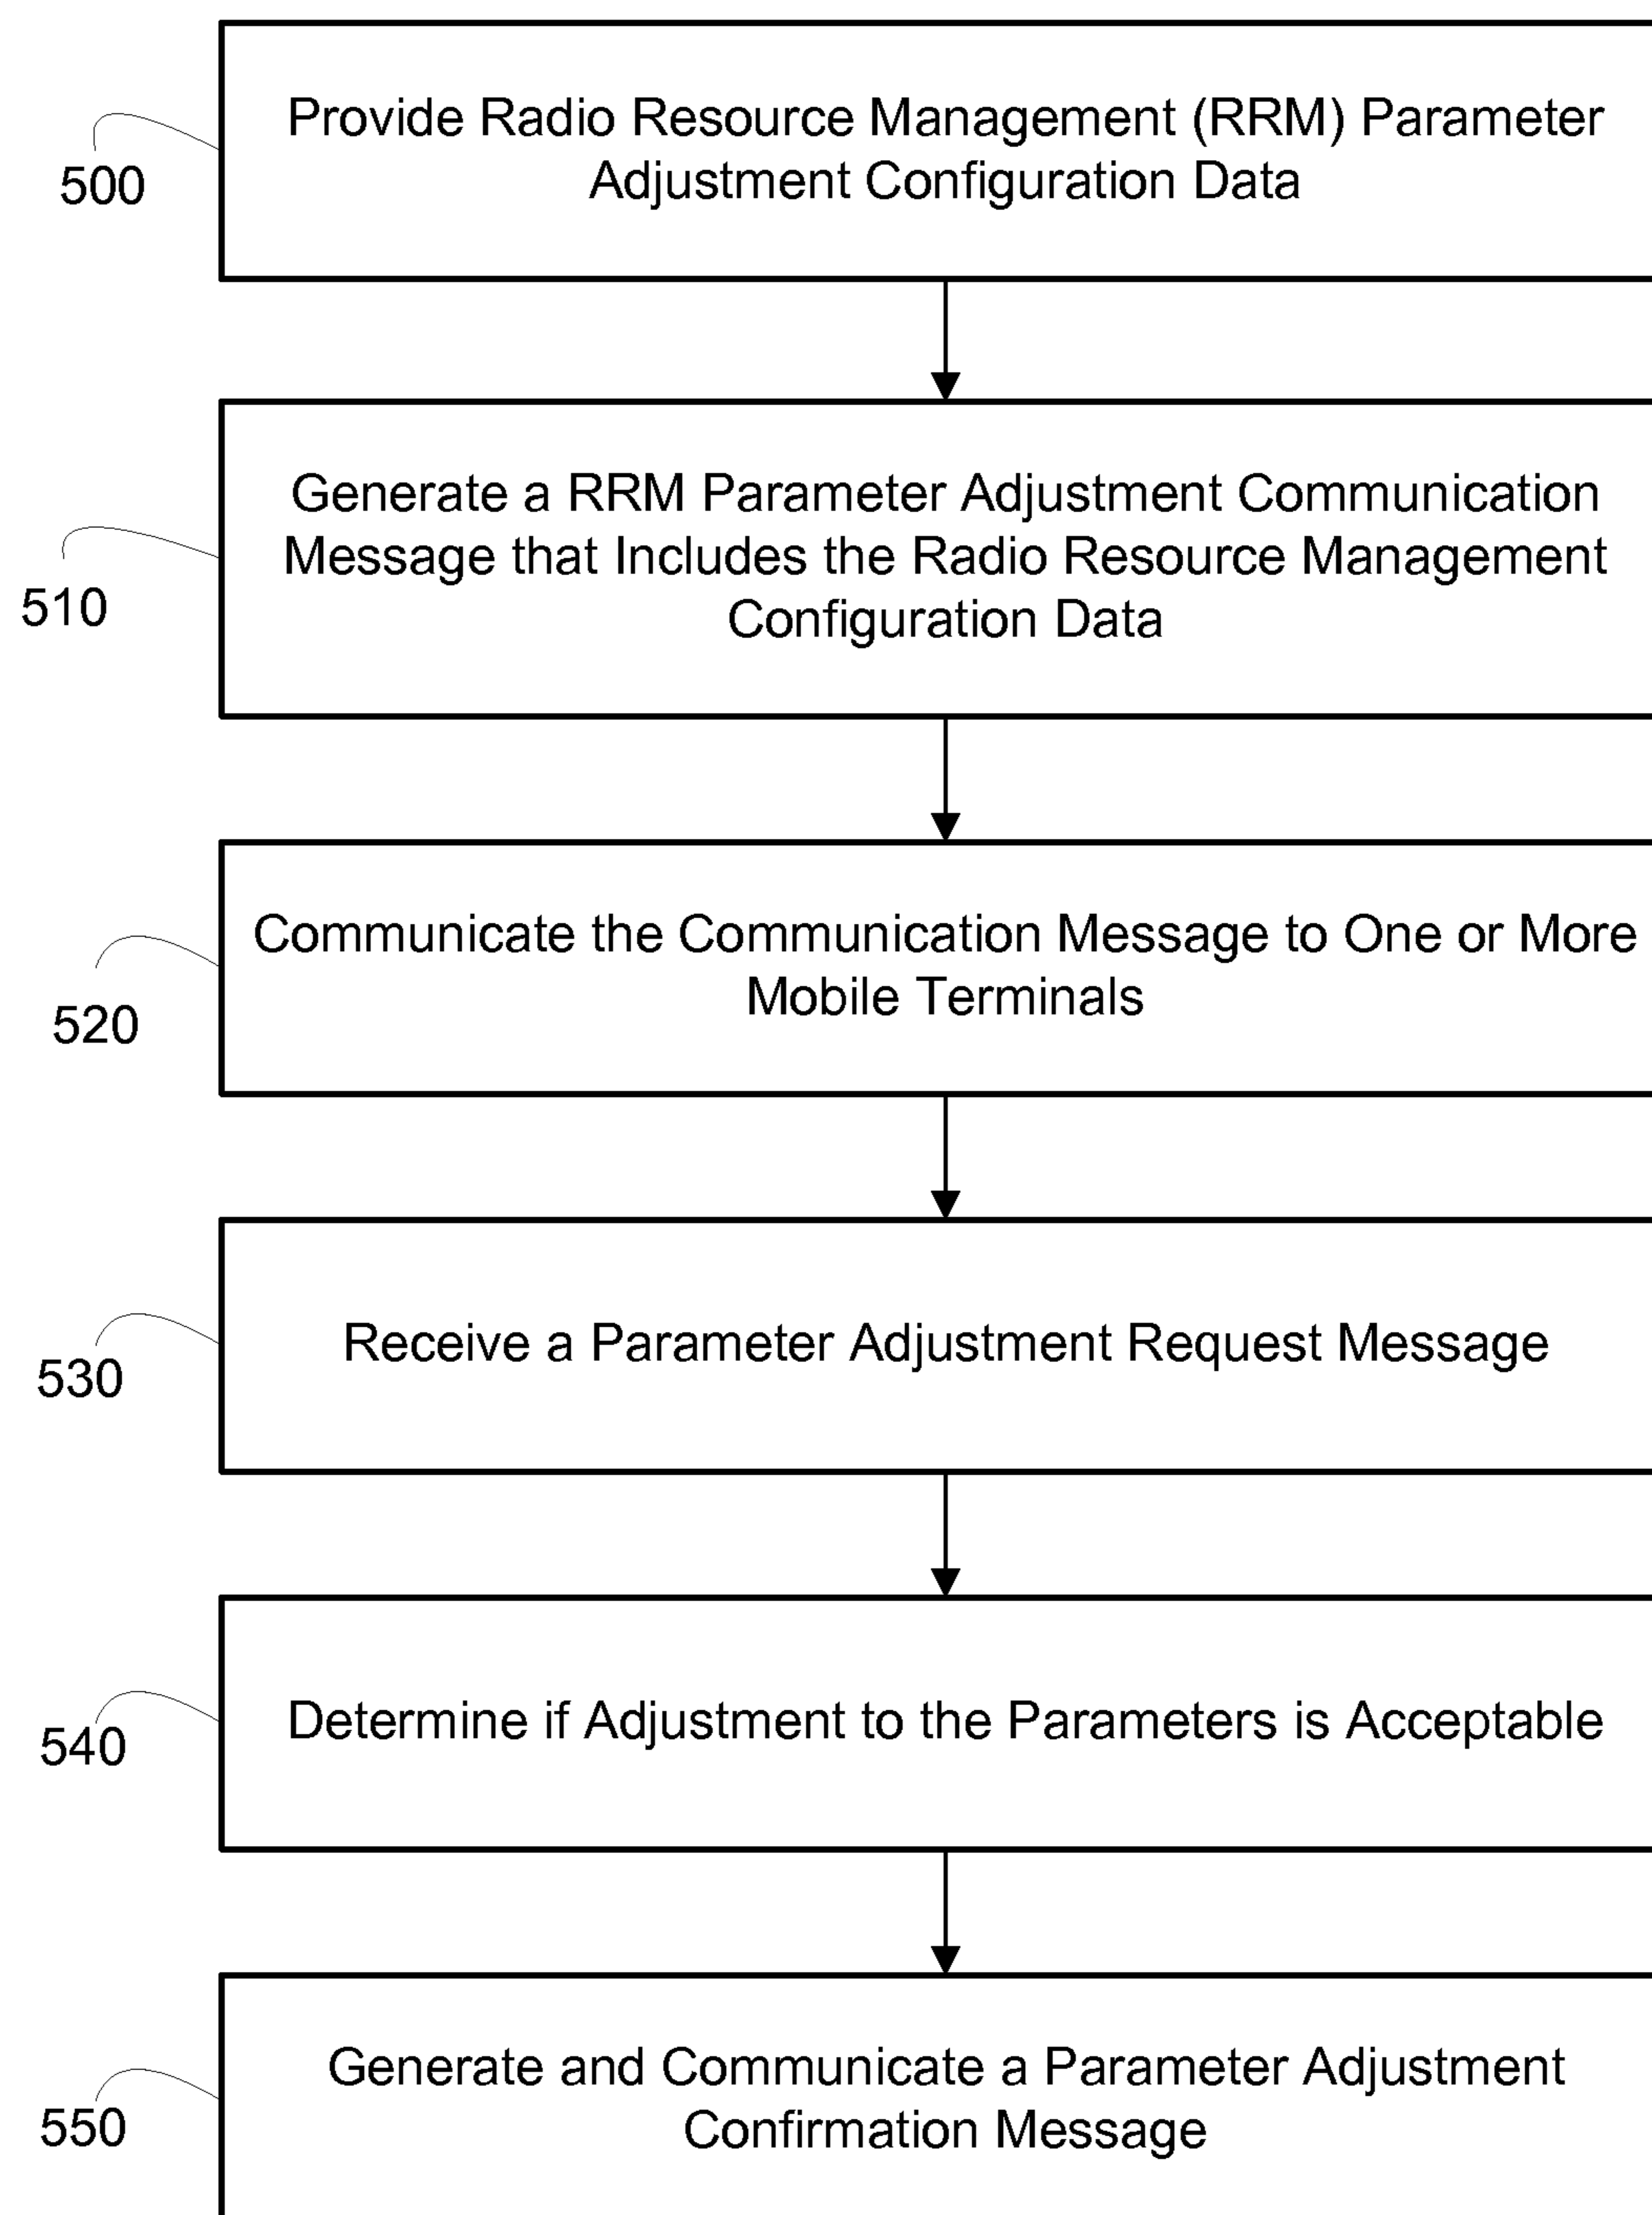 Provide Radio Resource Management (RRM) Parameter
Adjustment Configuration Data
500
Generate a RRM Parameter Adjustment Communication
Message that Includes the Radio Resource Management
Configuration Data
510
Communicate the Communication Message to One or More
Mobile Terminals
520
Receive a Parameter Adjustment Request Message
530
Determine if Adjustment to the Parameters is Acceptable
540
Generate and Communicate a Parameter Adjustment
Confirmation Message
550